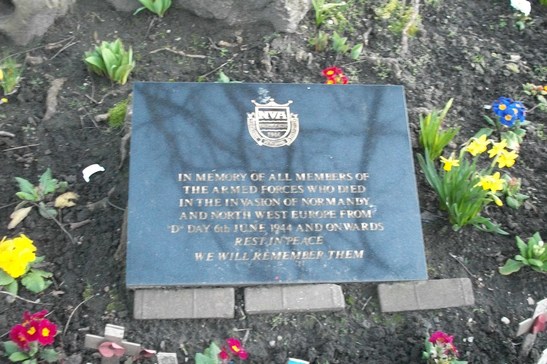 NVA
IN MEMORY OF ALL MEMBERS OF
THE ARMED FORCES WHO DIED
IN THE INVASION OF NORMANDY
AND NORTH WEST EUROPE FROM
"D" DAY 6th JUNE 1944 AND ONWARDS
REST IN PEACE
WE WILL REMEMBER THEM